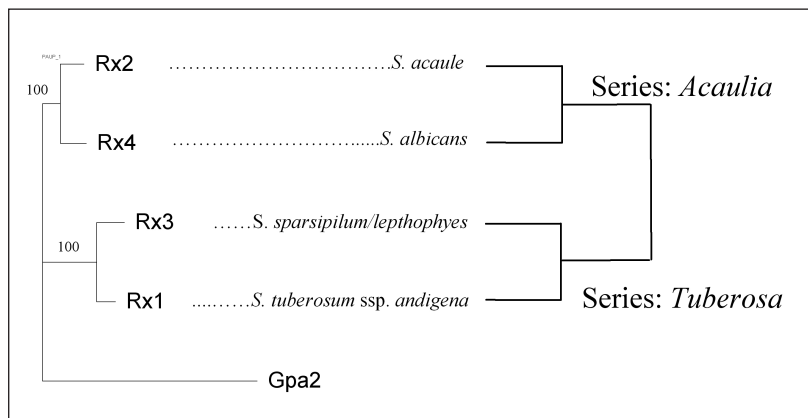 PAUP_1
Rx2 ................................S. acaule
100
Series: Acaulia
Rx4 ................................S. albicans
Rx3 ......S. sparsipilum/lepthophyes
100
Rx1 ..........S. tuberosum ssp. andigena
Series: Tuberosa
Gpa2